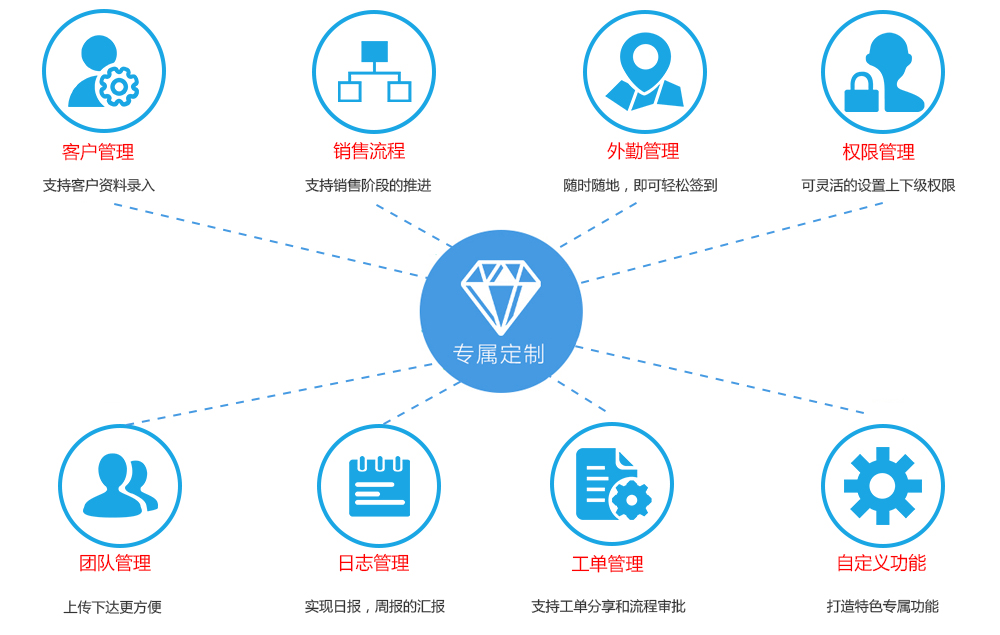 客户管理
支持客户资料录入
销售流程
支持销售阶段的推进
外勤管理
随时随地，即可轻松签到
权限管理
可灵活的设置上下级权限
专属定制
团队管理
上传下达更方便
日志管理
实现日报，周报的汇报
工单管理
支持工单分享和流程审批
自定义功能
打造特色专属功能